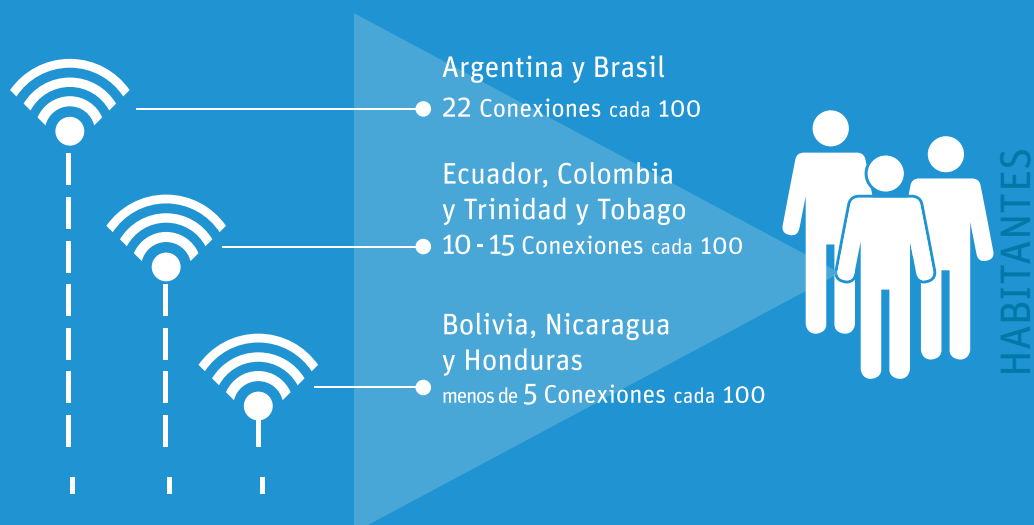 Argentina y Brasil
22 Conexiones cada 100
Ecuador, Colombia
y Trinidad y Tobago
10 - 15 Conexiones cada 100
Bolivia, Nicaragua
y Honduras
menos de 5 Conexiones cada 100
HABITANTES